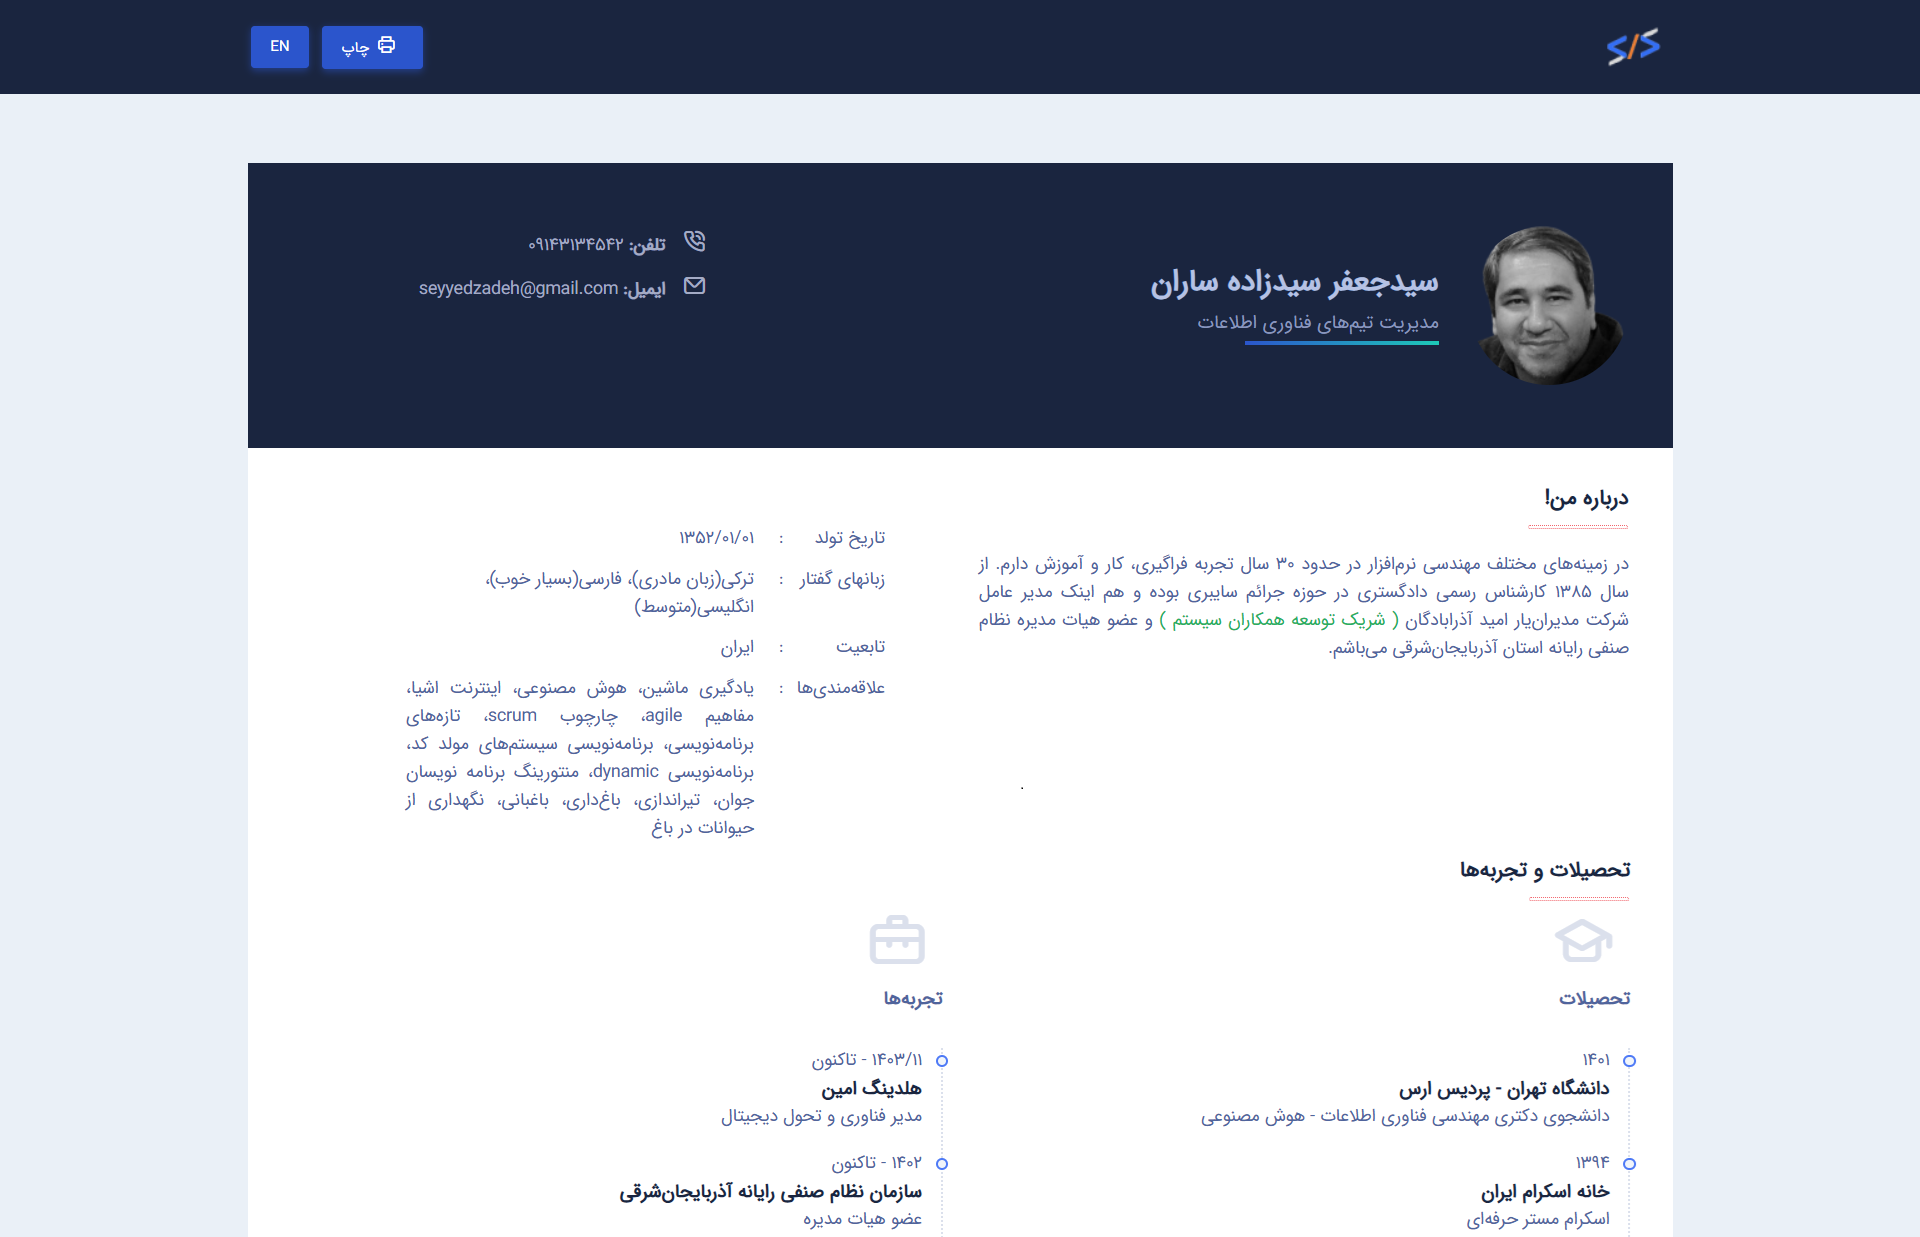 چاپ
EN
سیدجعفر سیدزاده ساران
مدیریت تیم‌های فناوری اطلاعات
تلفن: ۰۹۱۴۳۱۳۴۵۴۲
ایمیل: seyyedzadeh@gmail.com
درباره من!
در زمینه‌های مختلف مهندسی نرم‌افزار در حدود ۳۰ سال تجربه فراگیری، کار و آموزش دارم. از
سال ۱۳۸۵ کارشناس رسمی دادگستری در حوزه جرائم سایبری بوده و هم اینک مدیر عامل
شرکت مدیران‌یار امید آذرابادگان ( شریک توسعه همکاران سیستم ) و عضو هیات مدیره نظام
صنفی رایانه استان آذربایجان‌شرقی می‌باشم.
تاریخ تولد : ۱۳۵۲/۰۱/۰۱
زبانهای گفتار : ترکی(زبان مادری)، فارسی(بسیار خوب)،
انگلیسی(متوسط)
تابعیت : ایران
علاقه‌مندی‌ها : یادگیری ماشین، هوش مصنوعی، اینترنت اشیا،
مفاهیم agile، چارچوب scrum، تازه‌های
برنامه‌نویسی، برنامه‌نویسی سیستم‌های مولد کد،
برنامه‌نویسی dynamic، منتورینگ برنامه نویسان
جوان، تیراندازی، باغ‌داری، باغبانی، نگهداری از
حیوانات در باغ
.
تحصیلات و تجربه‌ها
تحصیلات
۱۴۰۱
دانشگاه تهران - پردیس ارس
دانشجوی دکتری مهندسی فناوری اطلاعات - هوش مصنوعی
۱۳۹۴
خانه اسکرام ایران
اسکرام مستر حرفه‌ای
تجربه‌ها
۱۴۰۳/۱۱ - تاکنون
هلدینگ امین
مدیر فناوری و تحول دیجیتال
۱۴۰۲ - تاکنون
سازمان نظام صنفی رایانه آذربایجان‌شرقی
عضو هیات مدیره